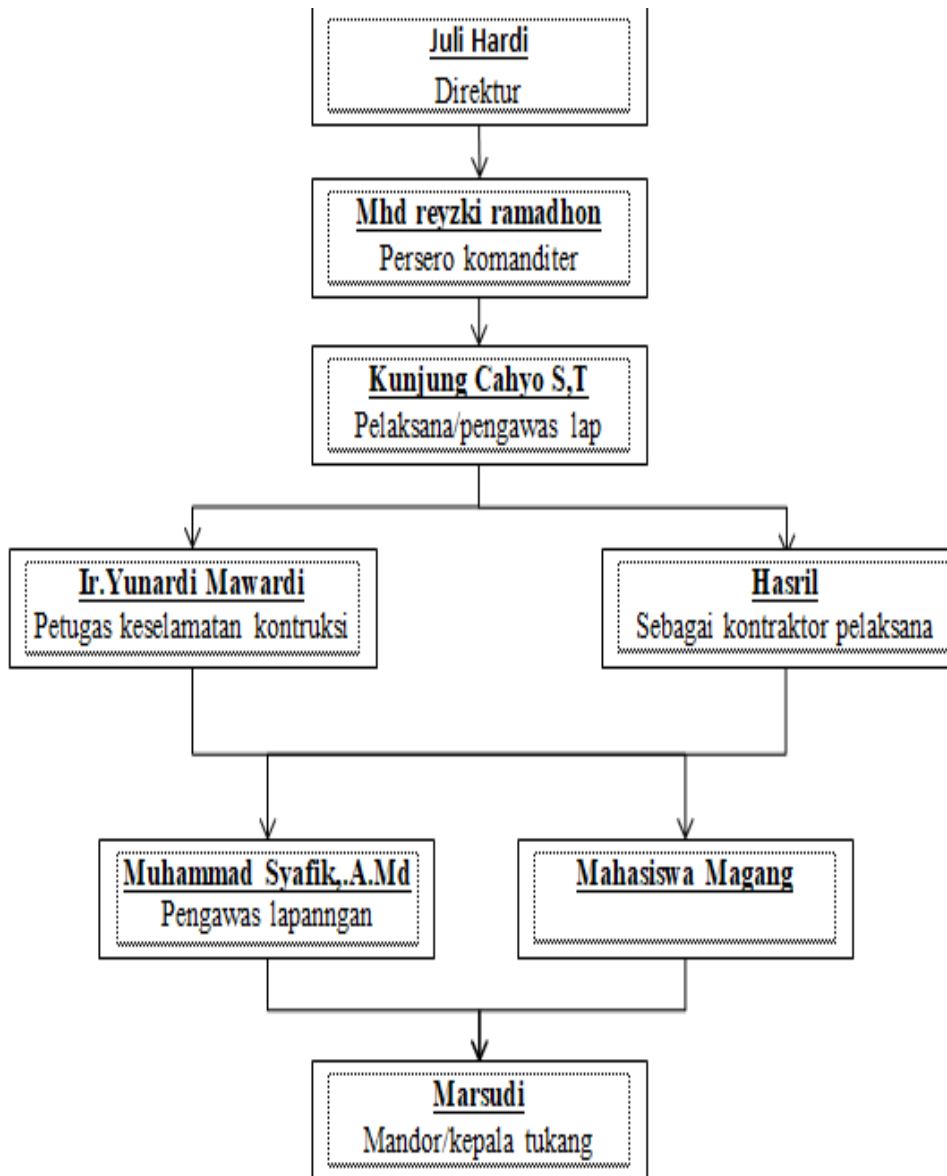 Juli Hardi
Direktur
Mhd reyzki ramadhon
Persero komanditer
Kunjung Cahyo S,T
Pelaksana/pengawas lap
Ir.Yunardi Mawardi
Petugas keselamatan kontruksi
Hasril
Sebagai kontraktor pelaksana
Muhammad Syafik,.A.Md
Pengawas lapanngan
Mahasiswa Magang
Marsudi
Mandor/kepala tukang